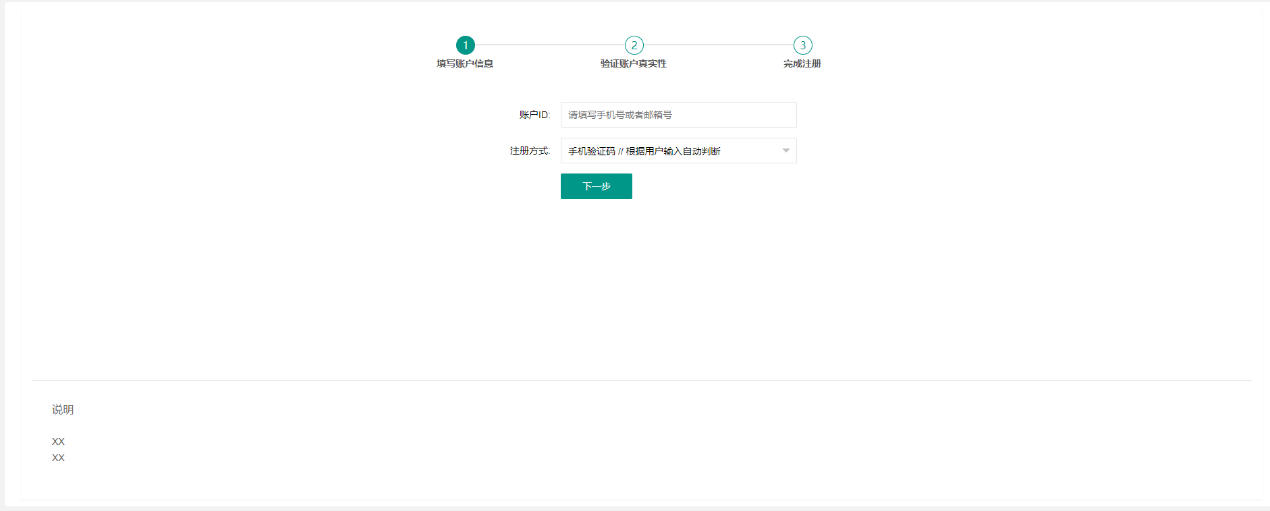 1 2 3
填写账户信息 验证账户真实性 完成注册
账户ID: 请填写手机号或者邮箱号
注册方式: 手机验证码 // 根据用户输入自动判断
下一步
说明
XX
XX